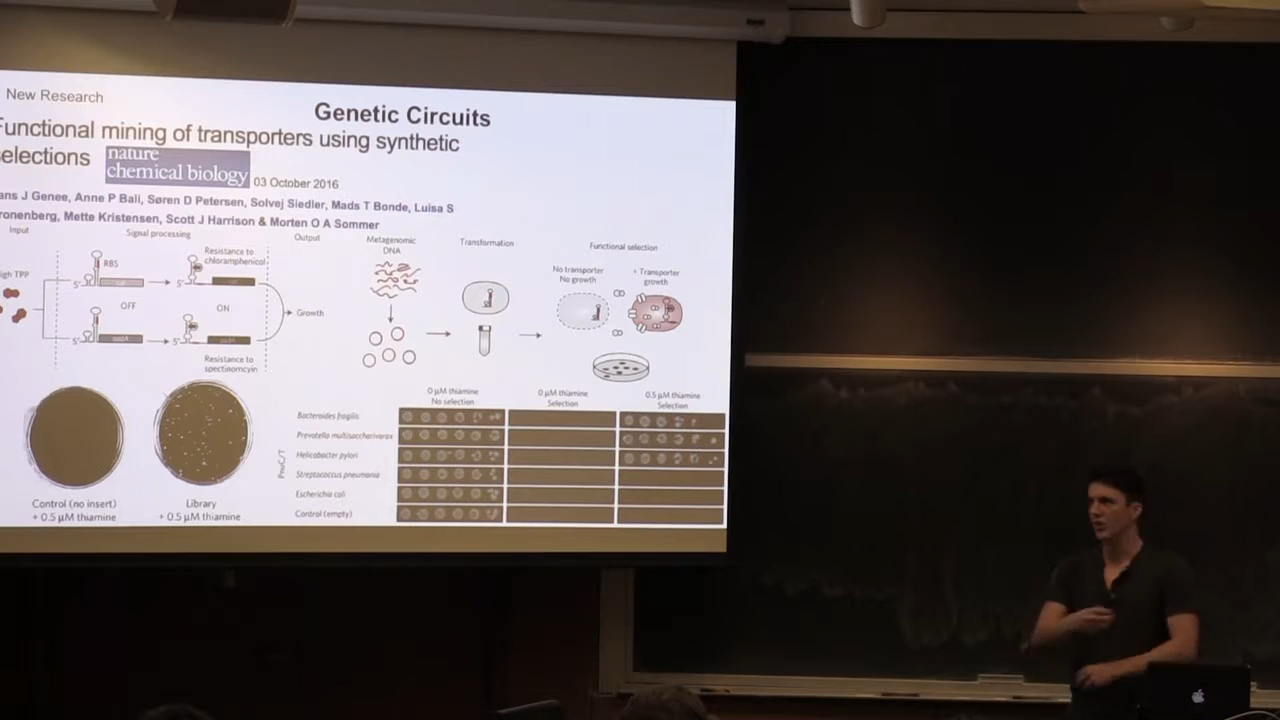 New Research
Genetic Circuits
Functional mining of transporters using synthetic
selections
nature
chemical biology
03 October 2016
ans J Genee, Anne P Bali, Søren D Petersen, Solvej Siedler, Mads T Bonde, Luisa S
ronenberg, Mette Kristensen, Scott J Harrison & Morten O A Sommer
Input
Signal processing
Output
Metagenomic
DNA
Transformation
Functional selection
High TPP
RBS
Resistance to
chloramphenicol
5'
5'
OFF
ON
Growth
5'
5'
Resistance to
spectinomycin
No transporter
No growth
+ Transporter
growth
0 µM thiamine
No selection
0 µM thiamine
Selection
0.5 µM thiamine
Selection
PnuC/T
Bacteroides fragilis
Prevotella multisaccharivorax
Helicobacter pylori
Streptococcus pneumonia
Escherichia coli
Control (empty)
Control (no insert)
+ 0.5 µM thiamine
Library
+ 0.5 µM thiamine